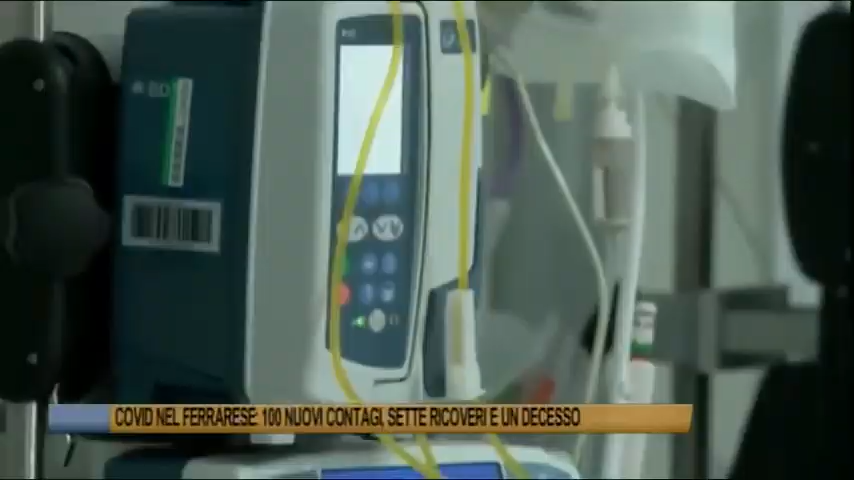 COVID NEL FERRARESE: 100 NUOVI CONTAGI, SETTE RICOVERI E UN DECESSO